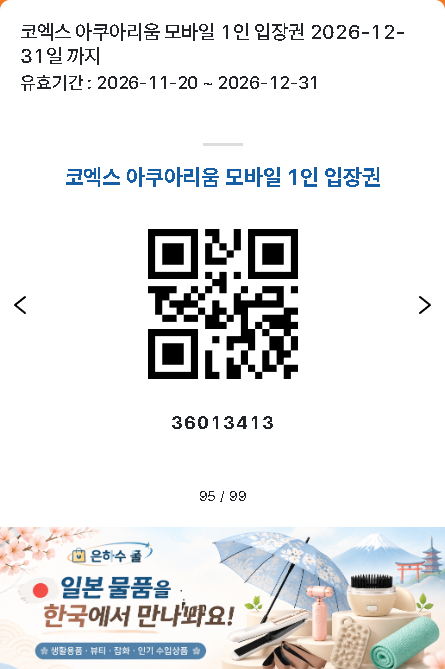 코엑스 아쿠아리움 모바일 1인 입장권 2026-12-
31일 까지
유효기간 : 2026-11-20 ~ 2026-12-31
코엑스 아쿠아리움 모바일 1인 입장권
36013413
95 / 99
은하수 몰
일본 물품을
한국에서 만나봐요!
생활용품 · 뷰티 · 잡화 · 인기 수입상품